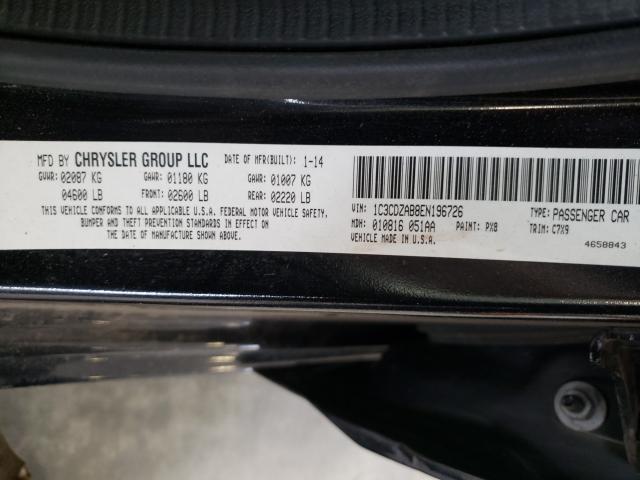 MFD BY CHRYSLER GROUP LLC DATE OF MFR(BUILT): 1-14
GVWR: 02087 KG GAWR: 01180 KG GAWR: 01007 KG
04600 LB FRONT: 02600 LB REAR: 02220 LB
THIS VEHICLE CONFORMS TO ALL APPLICABLE U.S.A. FEDERAL MOTOR VEHICLE SAFETY,
BUMPER AND THEFT PREVENTION STANDARDS IN EFFECT ON THE
DATE OF MANUFACTURE SHOWN ABOVE.
VIN: 1C3CDZAB8EN196726 TYPE: PASSENGER CAR
MDH: 010816 051AA PAINT: PX8 TRIM: C7X9
VEHICLE MADE IN U.S.A.
4658843